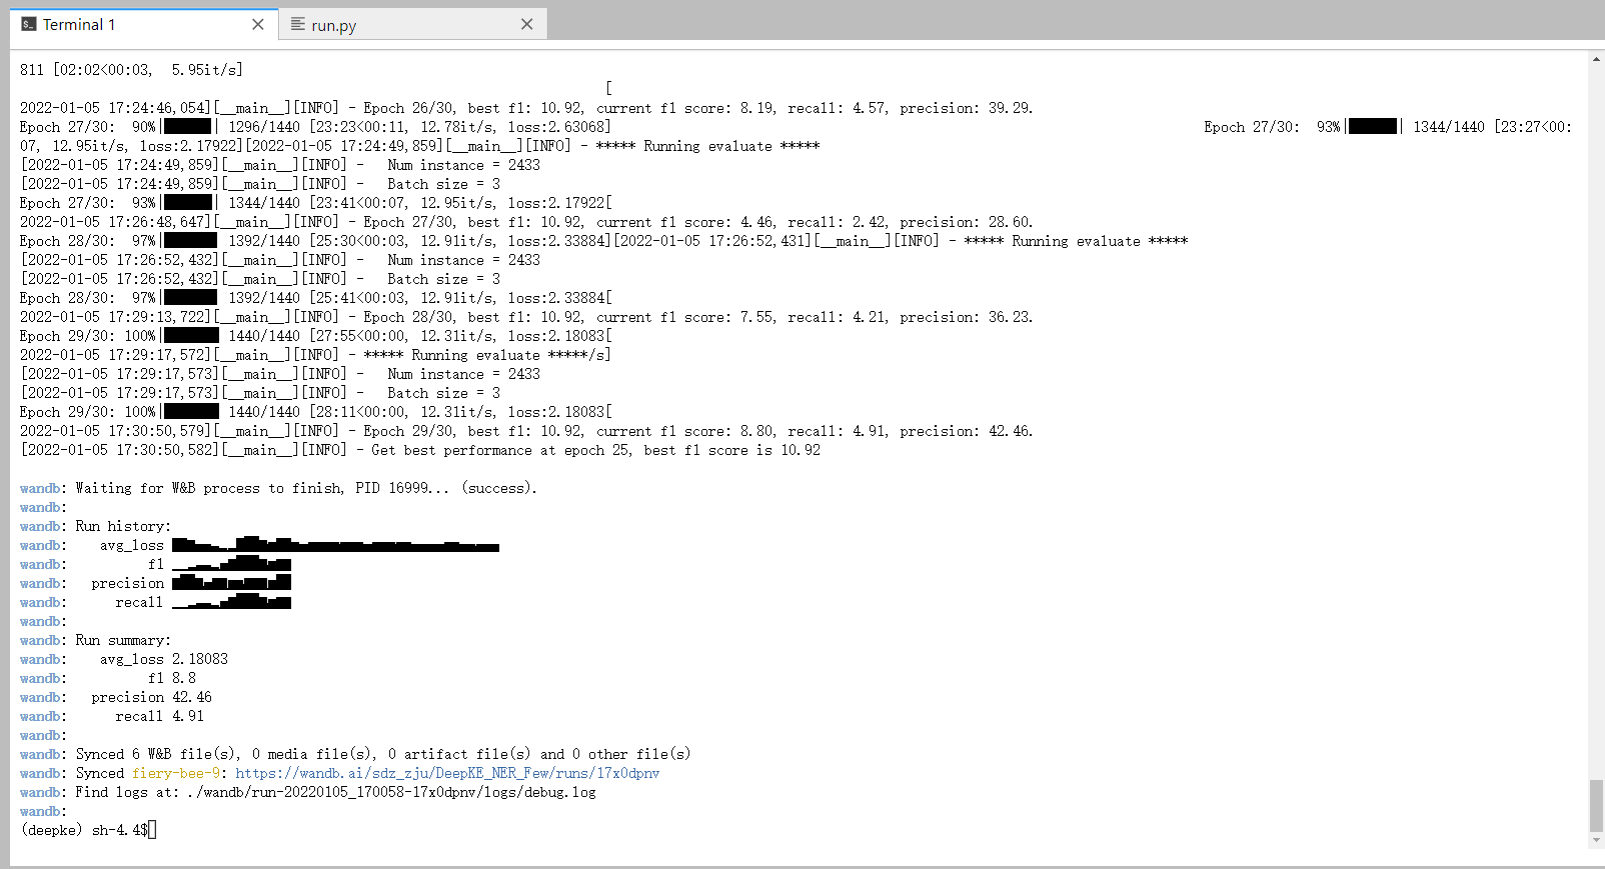 Terminal 1
run.py
811 [02:02<00:03,  5.95it/s]
[
2022-01-05 17:24:46,054][__main__][INFO] - Epoch 26/30, best f1: 10.92, current f1 score: 8.19, recall: 4.57, precision: 39.29.
Epoch 27/30:  90%|██████| 1296/1440 [23:23<00:11, 12.78it/s, loss:2.63068] Epoch 27/30:  93%|██████| 1344/1440 [23:27<00:
07, 12.95it/s, loss:2.17922][2022-01-05 17:24:49,859][__main__][INFO] - ***** Running evaluate *****
[2022-01-05 17:24:49,859][__main__][INFO] -   Num instance = 2433
[2022-01-05 17:24:49,859][__main__][INFO] -   Batch size = 3
Epoch 27/30:  93%|██████| 1344/1440 [23:41<00:07, 12.95it/s, loss:2.17922[
2022-01-05 17:26:48,647][__main__][INFO] - Epoch 27/30, best f1: 10.92, current f1 score: 4.46, recall: 2.42, precision: 28.60.
Epoch 28/30:  97%|██████ 1392/1440 [25:30<00:03, 12.91it/s, loss:2.33884][2022-01-05 17:26:52,431][__main__][INFO] - ***** Running evaluate *****
[2022-01-05 17:26:52,432][__main__][INFO] -   Num instance = 2433
[2022-01-05 17:26:52,432][__main__][INFO] -   Batch size = 3
Epoch 28/30:  97%|██████ 1392/1440 [25:41<00:03, 12.91it/s, loss:2.33884[
2022-01-05 17:29:13,722][__main__][INFO] - Epoch 28/30, best f1: 10.92, current f1 score: 7.55, recall: 4.21, precision: 36.23.
Epoch 29/30: 100%|██████ 1440/1440 [27:55<00:00, 12.31it/s, loss:2.18083[
2022-01-05 17:29:17,572][__main__][INFO] - ***** Running evaluate *****/s]
[2022-01-05 17:29:17,573][__main__][INFO] -   Num instance = 2433
[2022-01-05 17:29:17,573][__main__][INFO] -   Batch size = 3
Epoch 29/30: 100%|██████ 1440/1440 [28:11<00:00, 12.31it/s, loss:2.18083[
2022-01-05 17:30:50,579][__main__][INFO] - Epoch 29/30, best f1: 10.92, current f1 score: 8.80, recall: 4.91, precision: 42.46.
[2022-01-05 17:30:50,582][__main__][INFO] - Get best performance at epoch 25, best f1 score is 10.92
wandb: Waiting for W&B process to finish, PID 16999... (success).
wandb:
wandb: Run history:
wandb:    avg_loss
wandb:          f1
wandb:   precision
wandb:      recall
wandb:
wandb: Run summary:
wandb:    avg_loss 2.18083
wandb:          f1 8.8
wandb:   precision 42.46
wandb:      recall 4.91
wandb:
wandb: Synced 6 W&B file(s), 0 media file(s), 0 artifact file(s) and 0 other file(s)
wandb: Synced fiery-bee-9: https://wandb.ai/sdz_zju/DeepKE_NER_Few/runs/17x0dpnv
wandb: Find logs at: ./wandb/run-20220105_170058-17x0dpnv/logs/debug.log
wandb:
(deepke) sh-4.4$